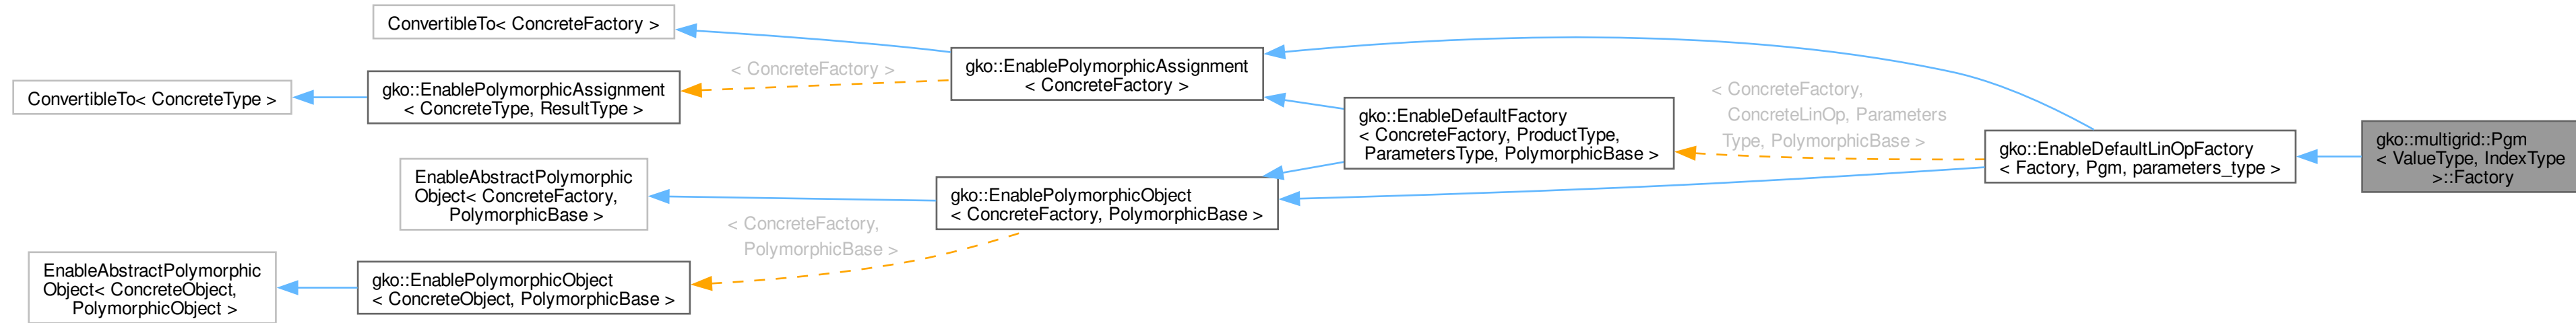 ConvertibleTo< ConcreteFactory >
ConvertibleTo< ConcreteType >
gko::EnablePolymorphicAssignment
< ConcreteType, ResultType >
< ConcreteFactory >
gko::EnablePolymorphicAssignment
< ConcreteFactory >
EnableAbstractPolymorphic
Object< ConcreteFactory,
PolymorphicBase >
EnableAbstractPolymorphic
Object< ConcreteObject,
PolymorphicObject >
gko::EnablePolymorphicObject
< ConcreteObject, PolymorphicBase >
< ConcreteFactory,
PolymorphicBase >
gko::EnablePolymorphicObject
< ConcreteFactory, PolymorphicBase >
gko::EnableDefaultFactory
< ConcreteFactory, ProductType,
ParametersType, PolymorphicBase >
< ConcreteFactory,
ConcreteLinOp, Parameters
Type, PolymorphicBase >
gko::EnableDefaultLinOpFactory
< Factory, Pgm, parameters_type >
gko::multigrid::Pgm
< ValueType, IndexType
>::Factory